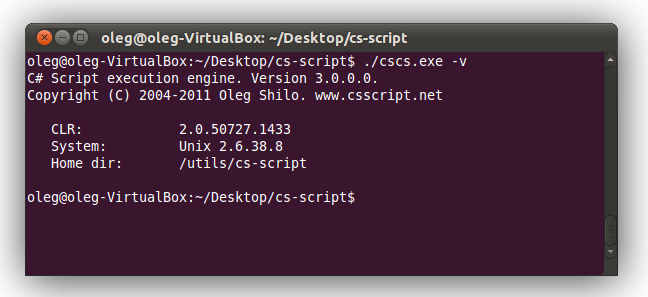 oleg@oleg-VirtualBox: ~/Desktop/cs-script
oleg@oleg-VirtualBox:~/Desktop/cs-script$ ./cscs.exe -v
C# Script execution engine. Version 3.0.0.0.
Copyright (C) 2004-2011 Oleg Shilo. www.csscript.net
CLR: 2.0.50727.1433
System: Unix 2.6.38.8
Home dir: /utils/cs-script
oleg@oleg-VirtualBox:~/Desktop/cs-script$